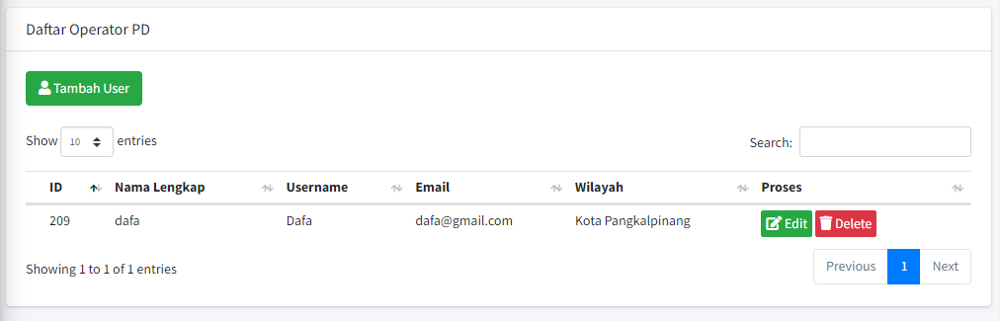 Daftar Operator PD
Tambah User
Show 10 entries
Search:
ID Nama Lengkap Username Email Wilayah Proses
209 dafa Dafa dafa@gmail.com Kota Pangkalpinang Edit Delete
Showing 1 to 1 of 1 entries
Previous 1 Next